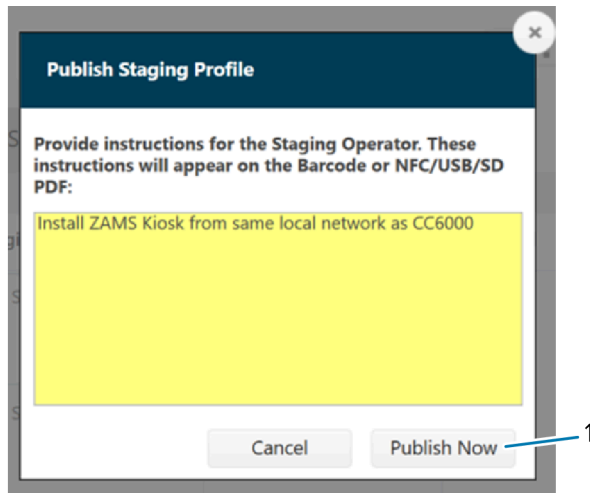 Publish Staging Profile
Provide instructions for the Staging Operator. These
instructions will appear on the Barcode or NFC/USB/SD
PDF:
Install ZAMS Kiosk from same local network as CC6000
Cancel
Publish Now
1